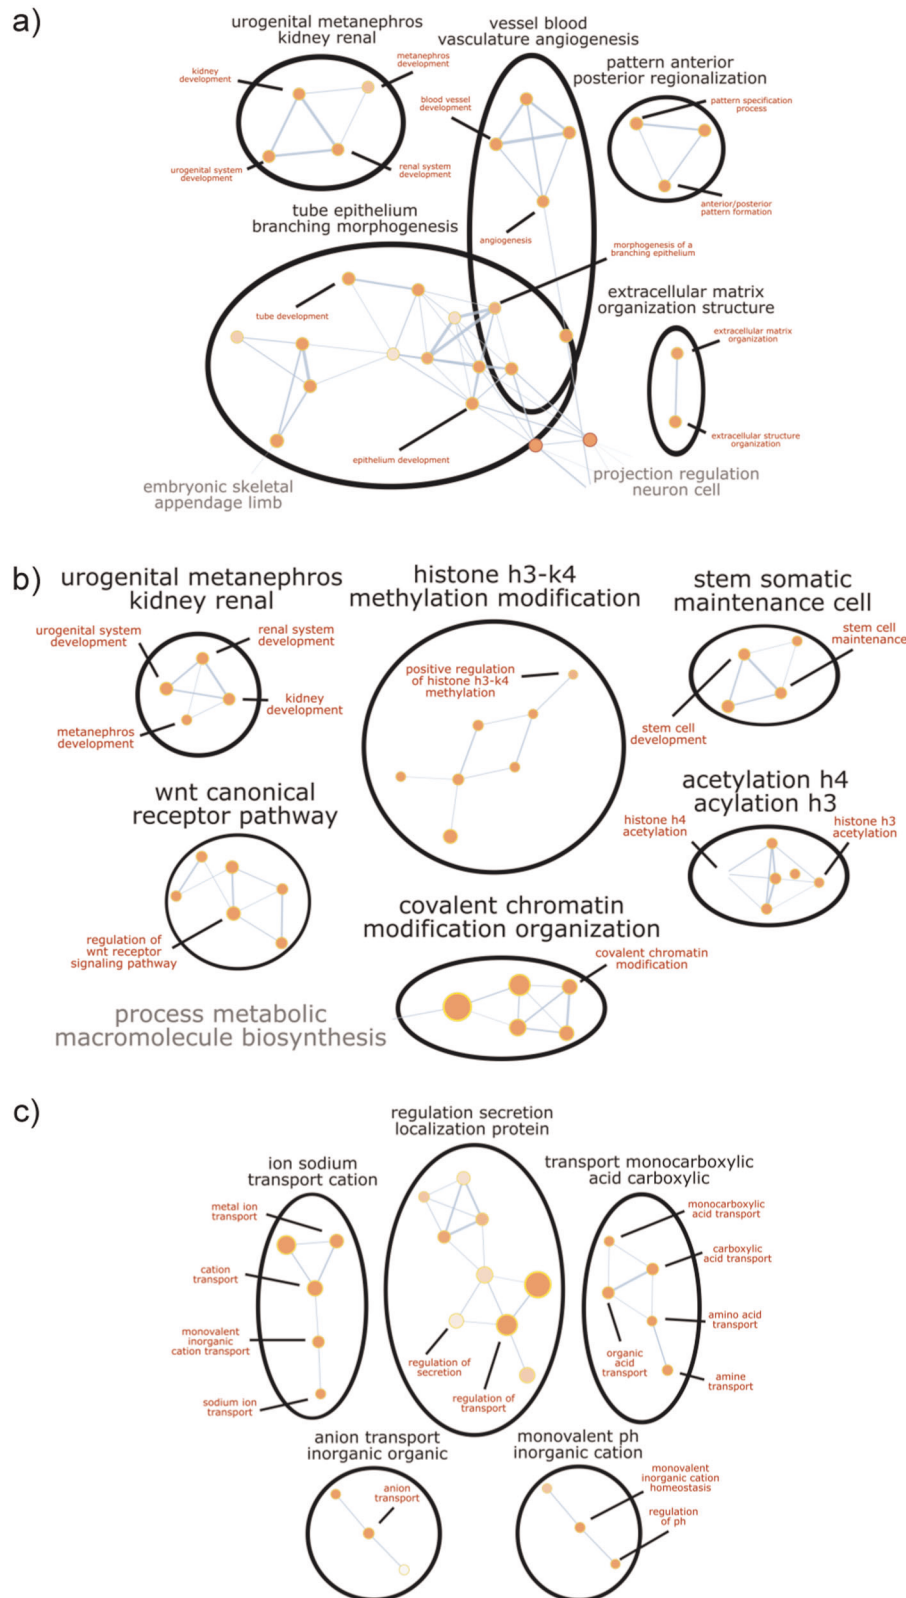 a)
urogenital metanephros
kidney renal
vessel blood
vasculature angiogenesis
pattern anterior
posterior regionalization
kidney
development
metanephros
development
blood vessel
development
pattern specification
process
urogenital system
development
renal system
development
anterior/posterior
pattern formation
tube epithelium
branching morphogenesis
angiogenesis
morphogenesis of a
branching epithelium
tube development
extracellular matrix
organization structure
extracellular matrix
organization
extracellular structure
organization
epithelium development
embryonic skeletal
appendage limb
projection regulation
neuron cell
b)
urogenital metanephros
kidney renal
histone h3-k4
methylation modification
stem somatic
maintenance cell
urogenital system
development
renal system
development
positive regulation
of histone h3-k4
methylation
stem cell
maintenance
metanephros
development
kidney
development
stem cell
development
wnt canonical
receptor pathway
acetylation h4
acylation h3
histone h4
acetylation
histone h3
acetylation
regulation of
wnt receptor
signaling pathway
covalent chromatin
modification organization
covalent chromatin
modification
process metabolic
macromolecule biosynthesis
c)
regulation secretion
localization protein
ion sodium
transport cation
transport monocarboxylic
acid carboxylic
metal ion
transport
monocarboxylic
acid transport
cation
transport
carboxylic
acid transport
monovalent
inorganic
cation transport
amino acid
transport
regulation of
secretion
organic
acid
transport
amine
transport
sodium ion
transport
regulation of
transport
anion transport
inorganic organic
monovalent ph
inorganic cation
anion
transport
monovalent
inorganic cation
homeostasis
regulation
of ph